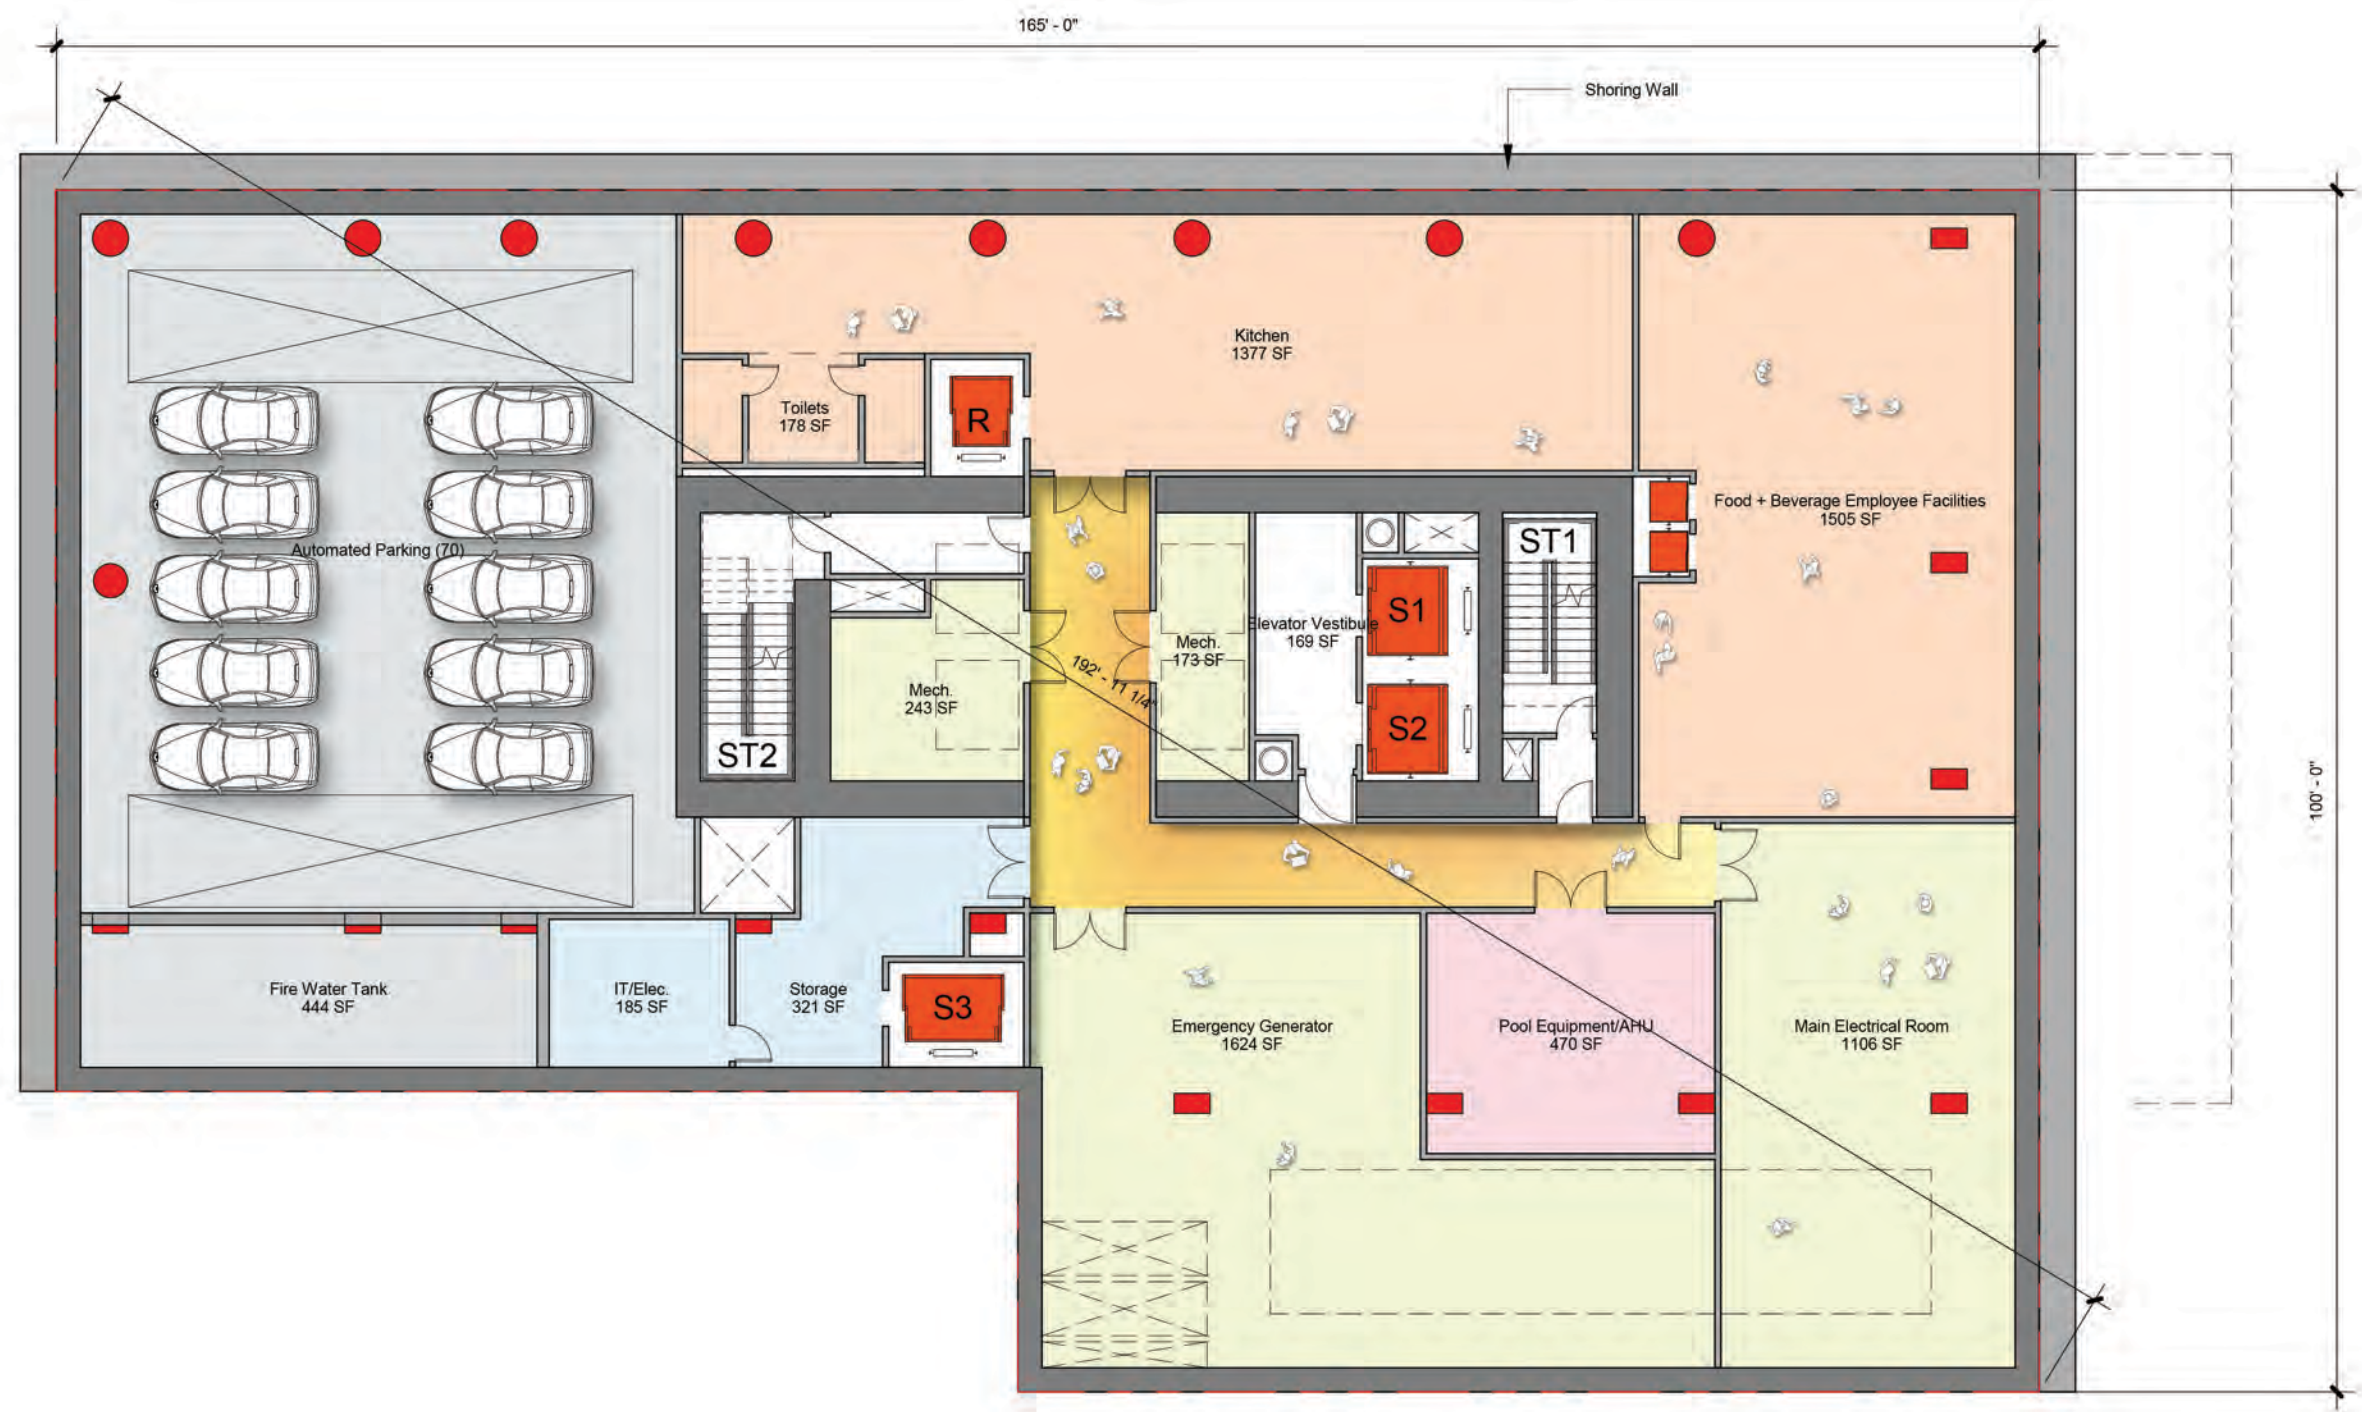 165' - 0"
Shoring Wall
Kitchen
1377 SF
Toilets
178 SF
R
Food + Beverage Employee Facilities
1505 SF
Automated Parking (70)
ST1
S1
Elevator Vestibule
169 SF
Mech.
173 SF
192' - 11 1/4"
Mech.
243 SF
S2
ST2
100' - 0"
Fire Water Tank
444 SF
IT/Elec.
185 SF
Storage
321 SF
S3
Emergency Generator
1624 SF
Pool Equipment/AHU
470 SF
Main Electrical Room
1106 SF